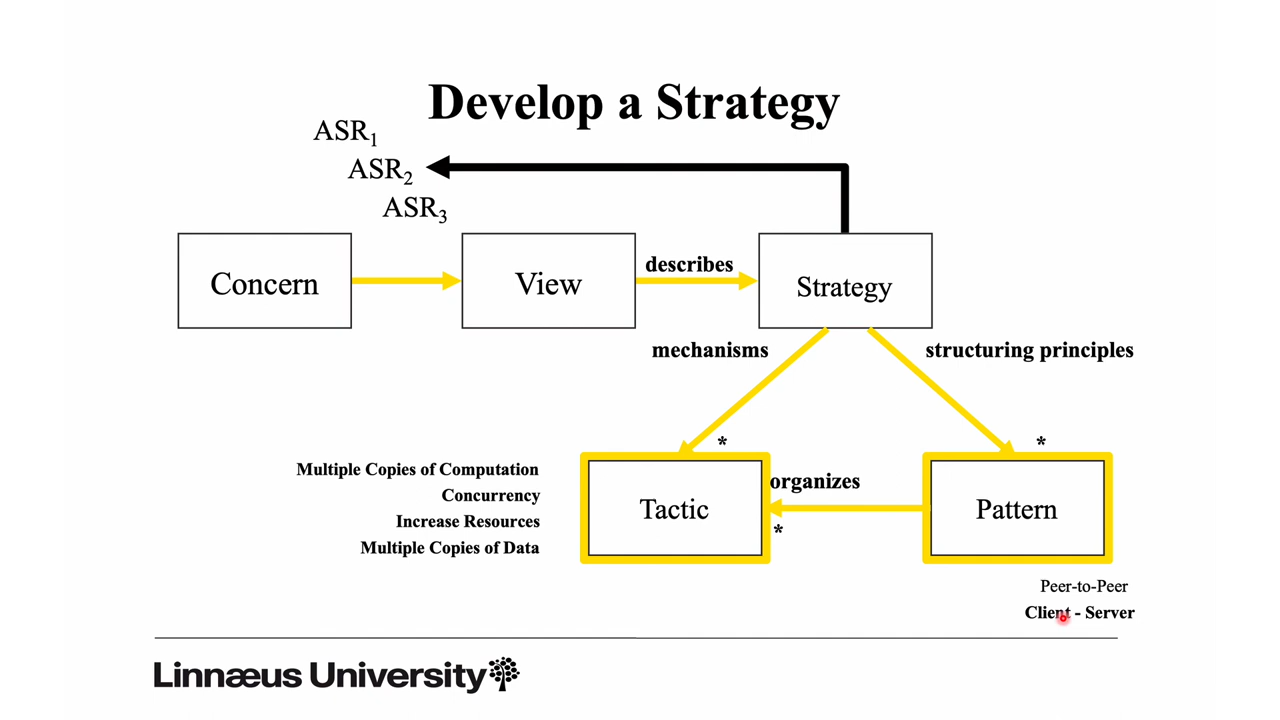 Develop a Strategy
ASR1
ASR2
ASR3
Concern
View
describes
Strategy
mechanisms
structuring principles
*
*
Multiple Copies of Computation
Concurrency
Increase Resources
Multiple Copies of Data
Tactic
organizes
*
Pattern
Peer-to-Peer
Client - Server
Linnæus University